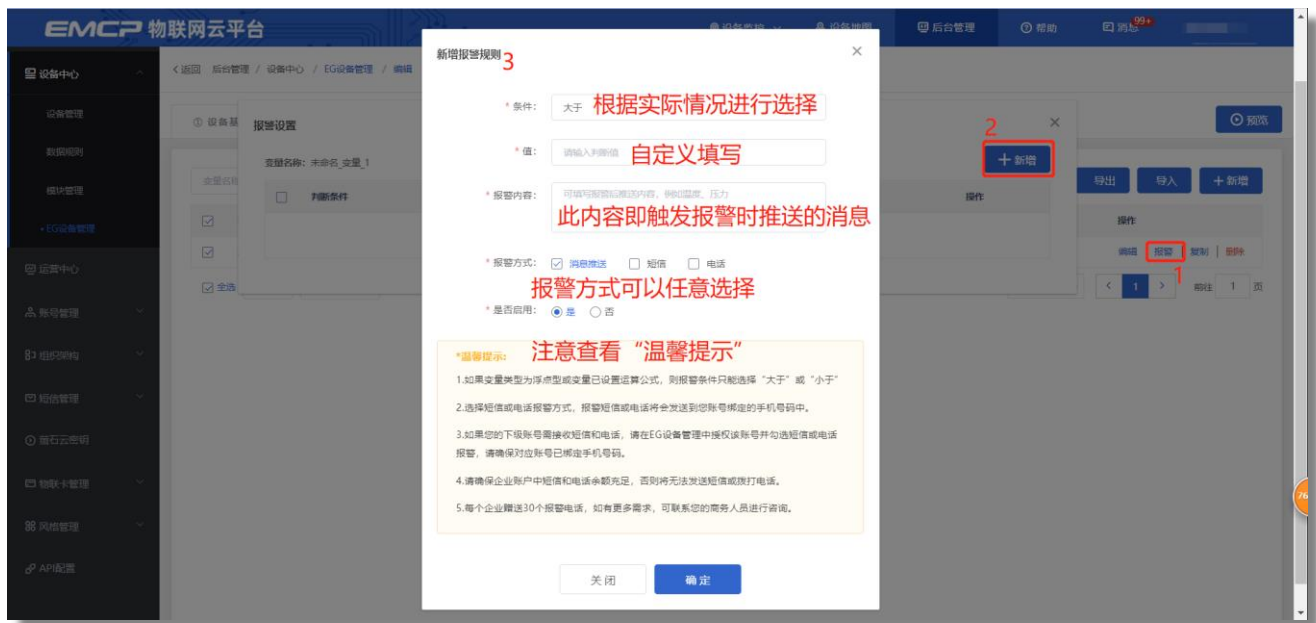 EMCP 物联网云平台
设备监控
设备地图
后台管理
帮助
消息
99+
设备中心
设备管理
数据规则
模块管理
EG设备管理
运营中心
账号管理
组织架构
短信管理
萤石云密钥
物联卡管理
风格管理
API配置
<返回 后台管理 / 设备中心 / EG设备管理 / 编辑
预览
① 设备基
报警设置
2
变量名称：未命名_变量_1
+ 新增
变量名称
导出
导入
+ 新增
判断条件
操作
操作
编辑 报警 复制 删除
1
全选
1
前往 1 页
新增报警规则 3
* 条件： 大于 根据实际情况进行选择
* 值： 请输入判断值 自定义填写
* 报警内容： 可填写报警后推送内容，例如温度、压力
此内容即触发报警时推送的消息
* 报警方式： 消息推送 短信 电话
报警方式可以任意选择
* 是否启用： 是 否
*温馨提示： 注意查看“温馨提示”
1.如果变量类型为浮点型或变量已设置运算公式，则报警条件只能选择“大于”或“小于”
2.选择短信或电话报警方式，报警短信或电话将会发送到您账号绑定的手机号码中。
3.如果您的下级账号需接收短信和电话，请在EG设备管理中授权该账号并勾选短信或电话
报警，请确保对应账号已绑定手机号码。
4.请确保企业账户中短信和电话余额充足，否则将无法发送短信或拨打电话。
5.每个企业赠送30个报警电话，如有更多需求，可联系您的商务人员进行咨询。
关闭
确定
76